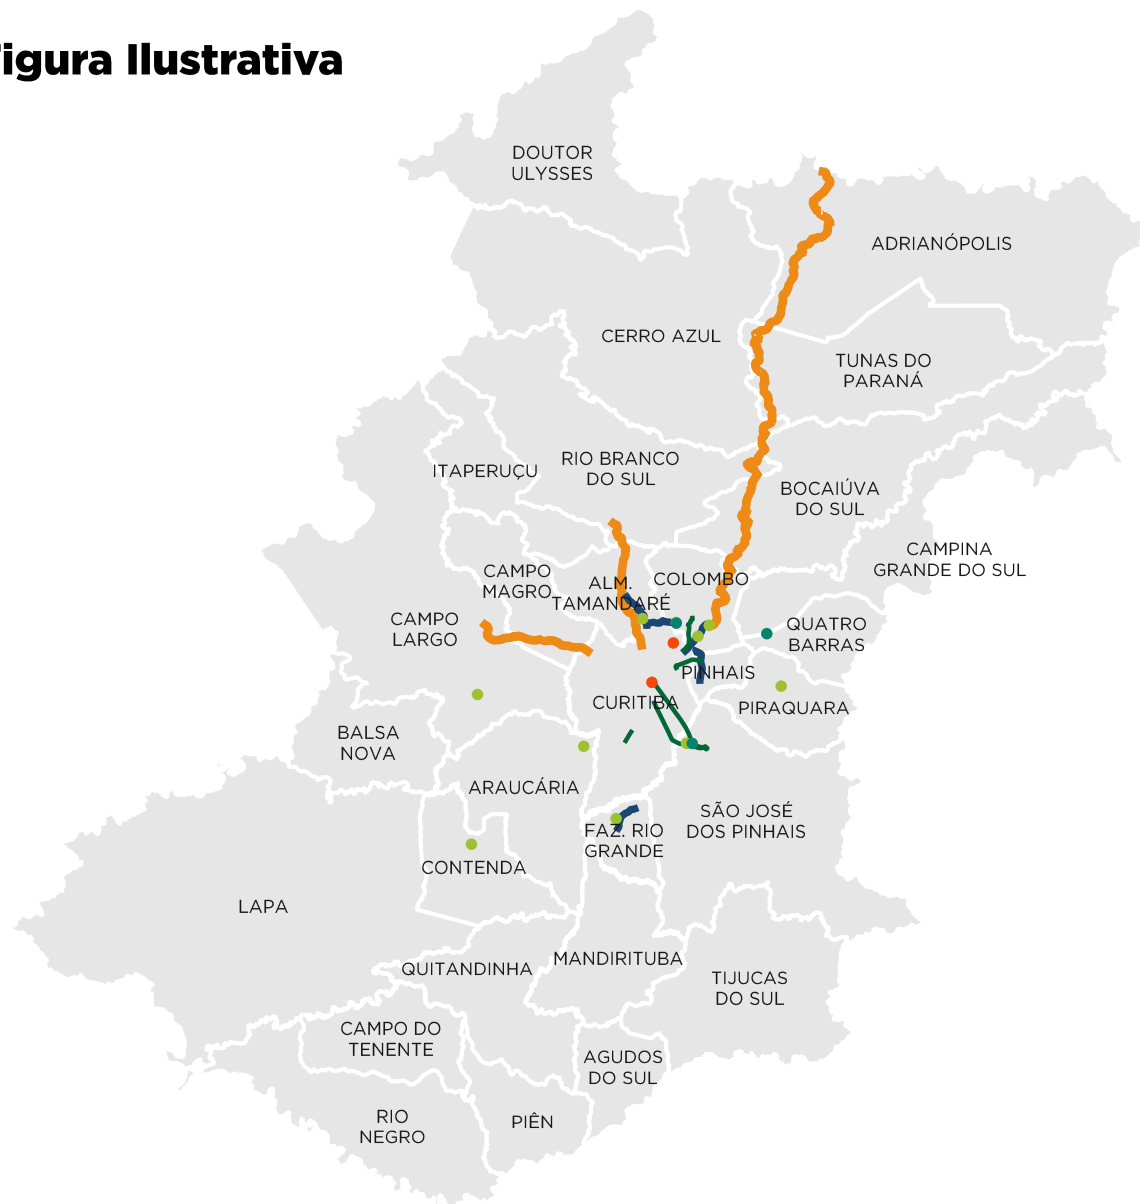 igura Ilustrativa
DOUTOR
ULYSSES
ADRIANÓPOLIS
CERRO AZUL
TUNAS DO
PARANÁ
RIO BRANCO
DO SUL
ITAPERUÇU
BOCAIÚVA
DO SUL
CAMPINA
GRANDE DO SUL
CAMPO
MAGRO
ALM.
TAMANDARÉ
COLOMBO
CAMPO
LARGO
QUATRO
BARRAS
PINHAIS
CURITIBA
PIRAQUARA
BALSA
NOVA
ARAUCÁRIA
SÃO JOSÉ
DOS PINHAIS
FAZ. RIO
GRANDE
CONTENDA
LAPA
MANDIRITUBA
QUITANDINHA
TIJUCAS
DO SUL
CAMPO DO
TENENTE
AGUDOS
DO SUL
RIO
NEGRO
PIÊN